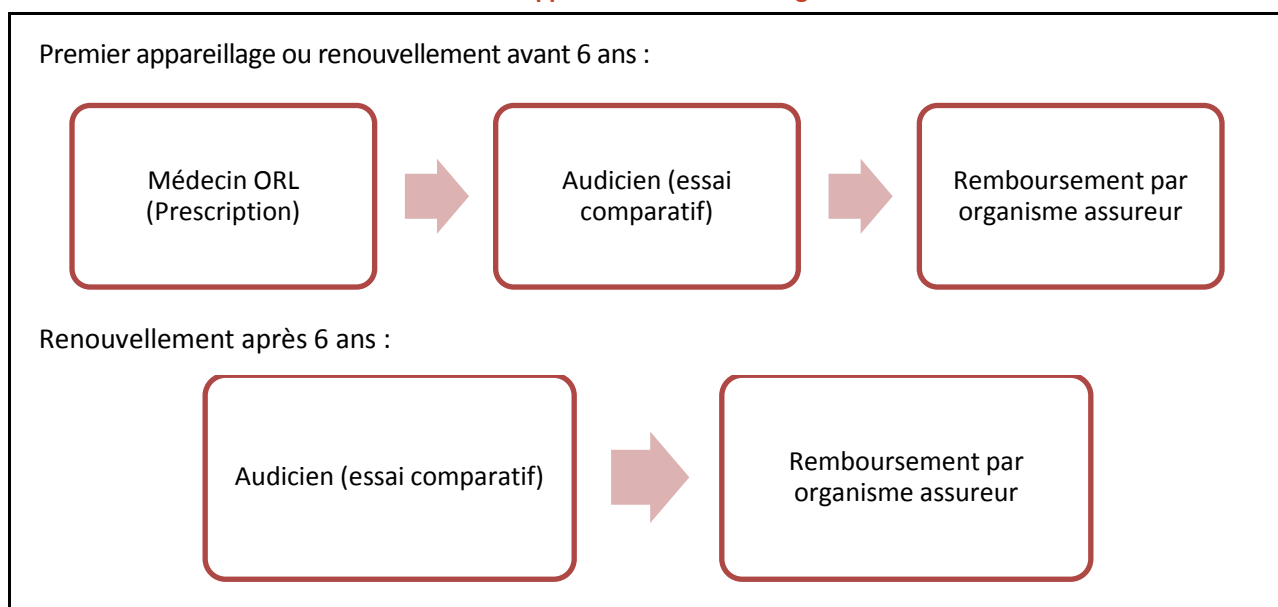 Premier appareillage ou renouvellement avant 6 ans :
Médecin ORL
(Prescription)
Audicien (essai
comparatif)
Remboursement par
organisme assureur
Renouvellement après 6 ans :
Audicien (essai comparatif)
Remboursement par
organisme assureur